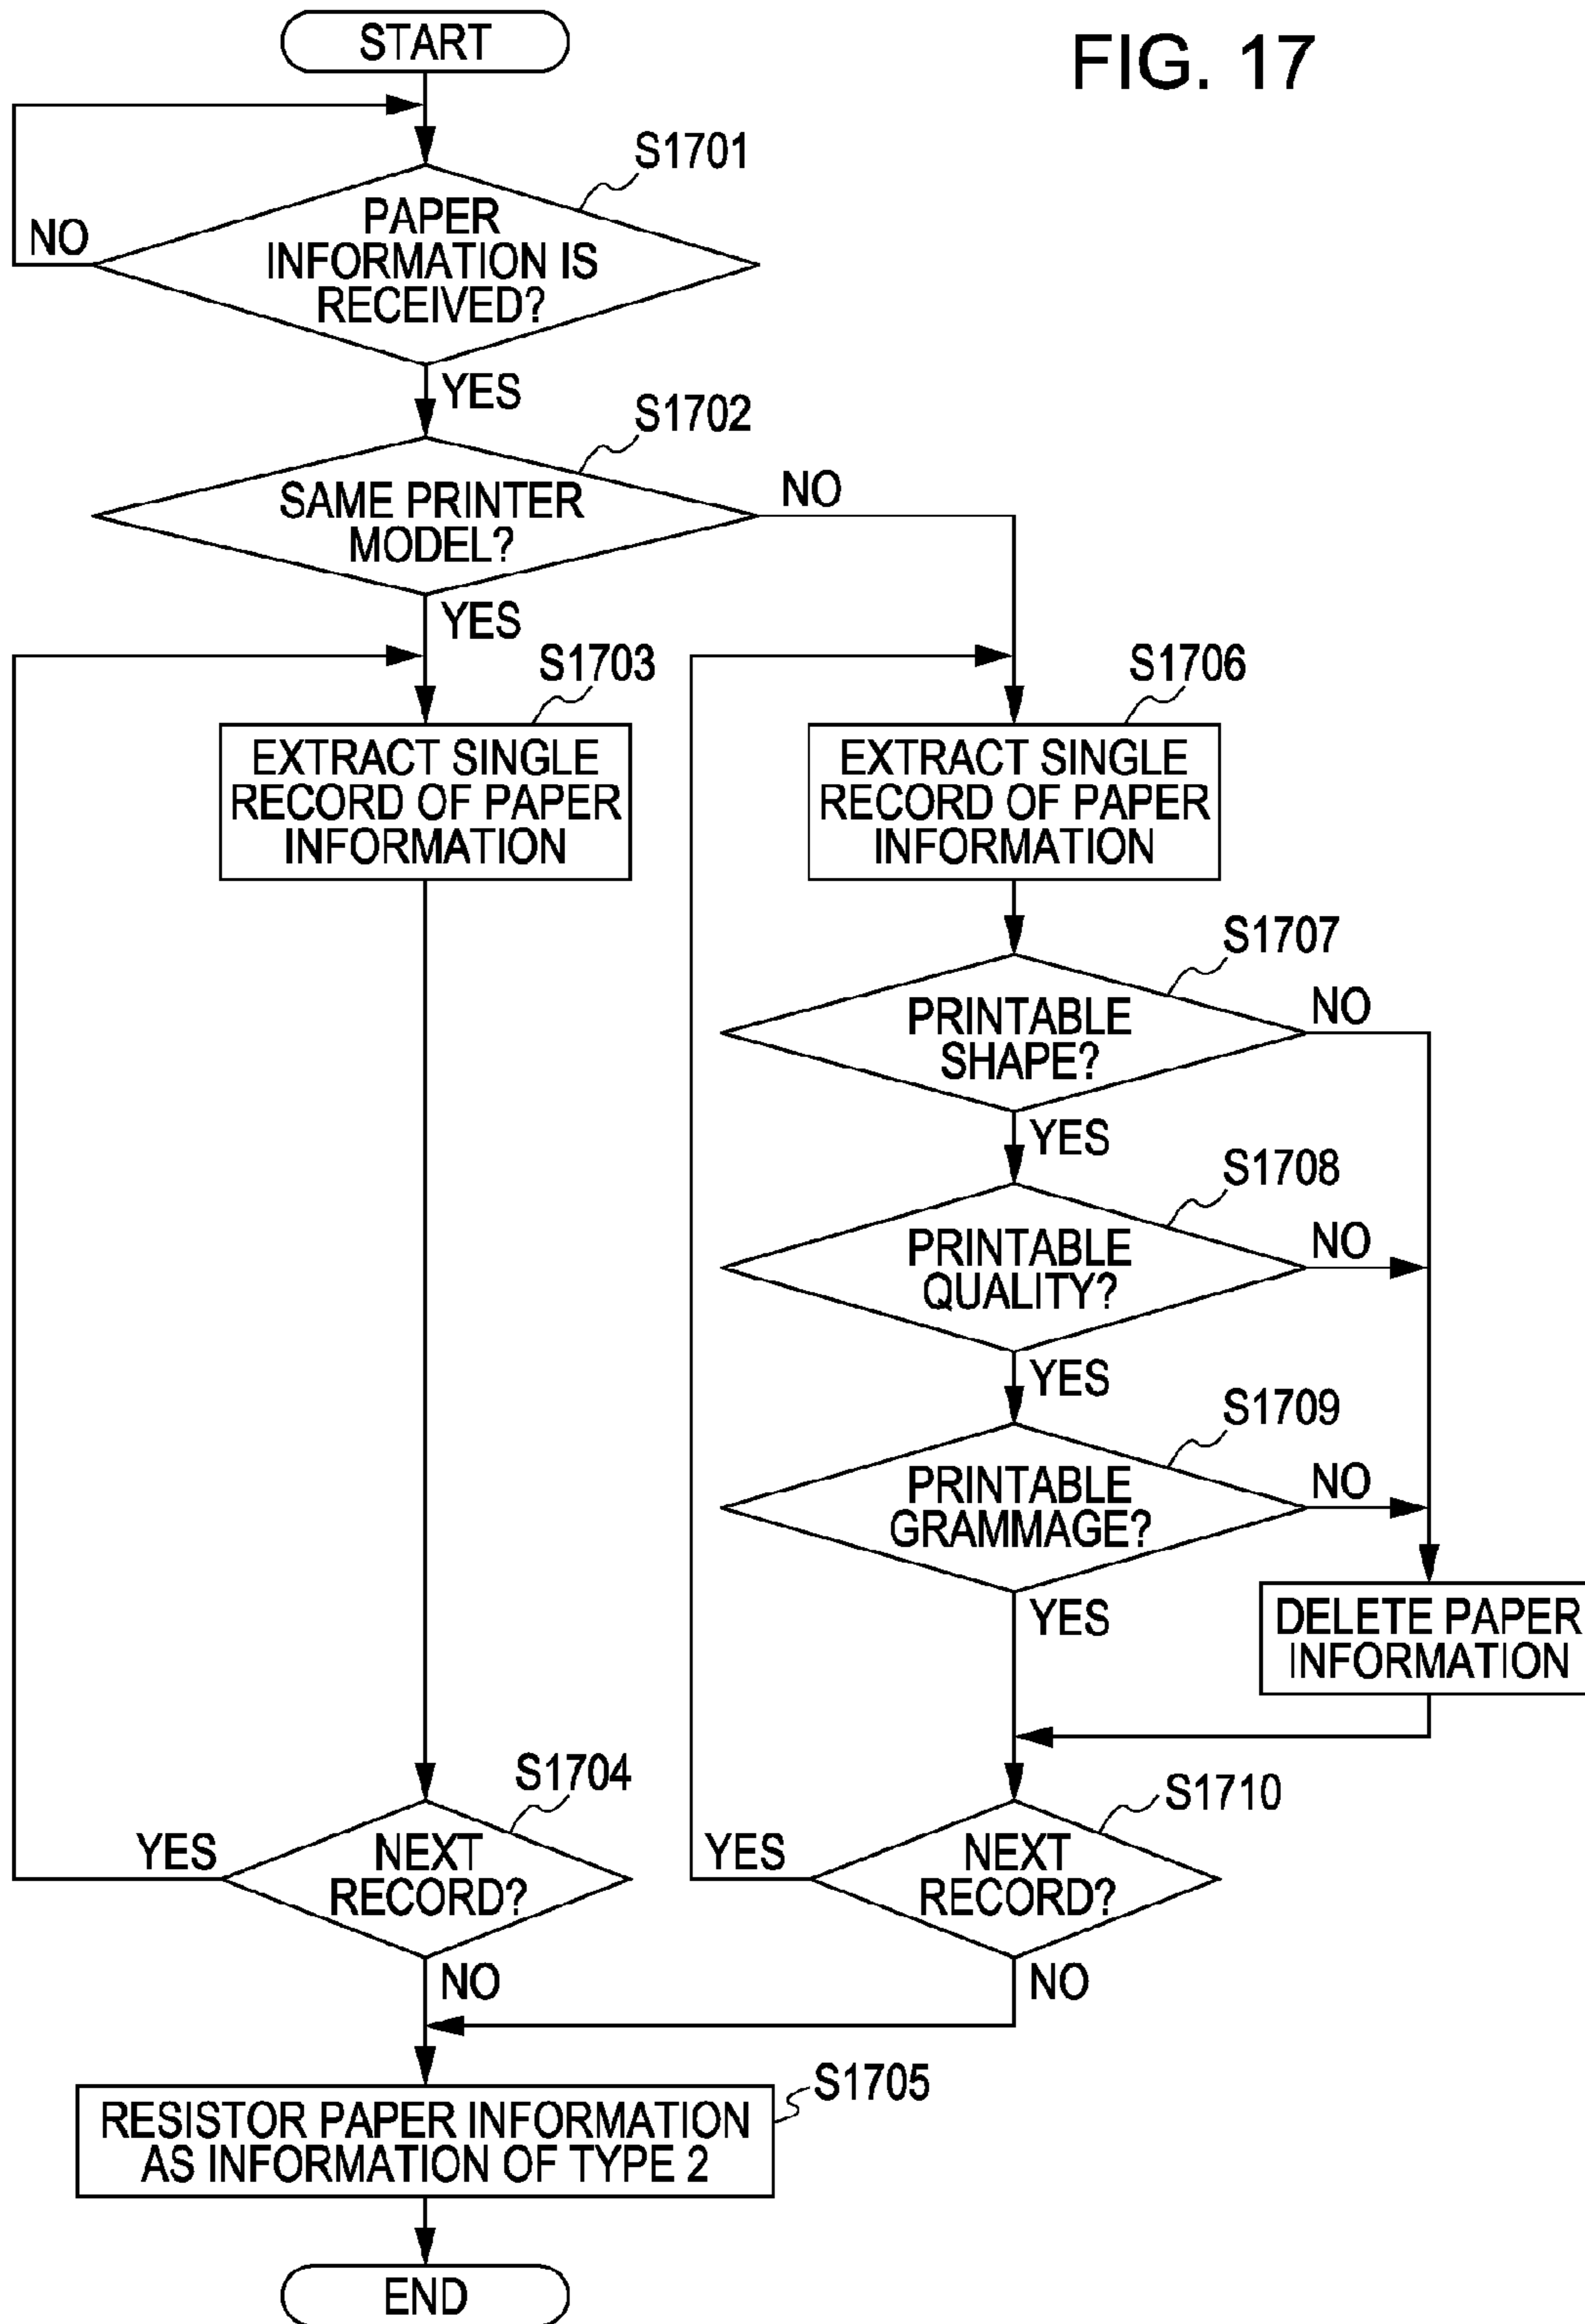 FIG. 17
START
S1701
PAPER
INFORMATION IS
RECEIVED?
NO
YES
S1702
SAME PRINTER
MODEL?
NO
YES
S1703
EXTRACT SINGLE
RECORD OF PAPER
INFORMATION
S1706
EXTRACT SINGLE
RECORD OF PAPER
INFORMATION
S1707
PRINTABLE
SHAPE?
NO
YES
S1708
PRINTABLE
QUALITY?
NO
YES
S1709
PRINTABLE
GRAMMAGE?
NO
YES
DELETE PAPER
INFORMATION
S1704
NEXT
RECORD?
YES
NO
S1710
NEXT
RECORD?
YES
NO
S1705
RESISTOR PAPER INFORMATION
AS INFORMATION OF TYPE 2
END